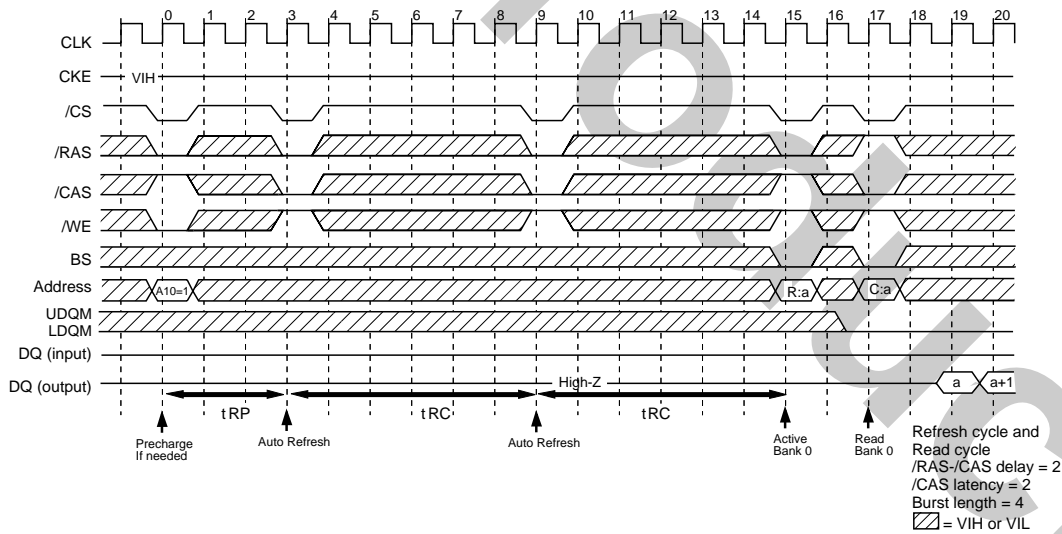 0 1 2 3 4 5 6 7 8 9 10 11 12 13 14 15 16 17 18 19 20
CLK
CKE VIH
/CS
/RAS
/CAS
/WE
BS
Address A10=1 R:a C:a
UDQM
LDQM
DQ (input)
DQ (output) High-Z a a+1
tRP tRC tRC
Precharge
If needed
Auto Refresh
Auto Refresh
Active
Bank 0
Read
Bank 0
Refresh cycle and
Read cycle
/RAS-/CAS delay = 2
/CAS latency = 2
Burst length = 4
= VIH or VIL